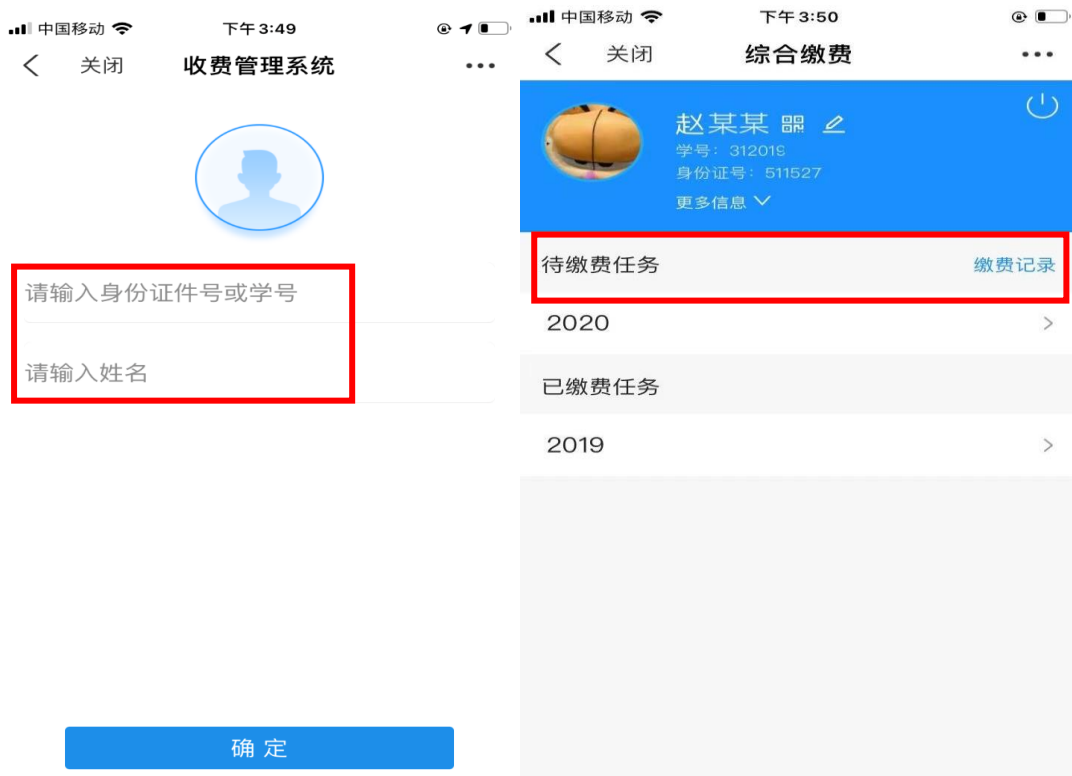 中国移动
下午3:49
关闭
收费管理系统
请输入身份证件号或学号
请输入姓名
确 定
中国移动
下午3:50
关闭
综合缴费
赵某某
学号：312019
身份证号：511527
更多信息
待缴费任务
缴费记录
2020
已缴费任务
2019